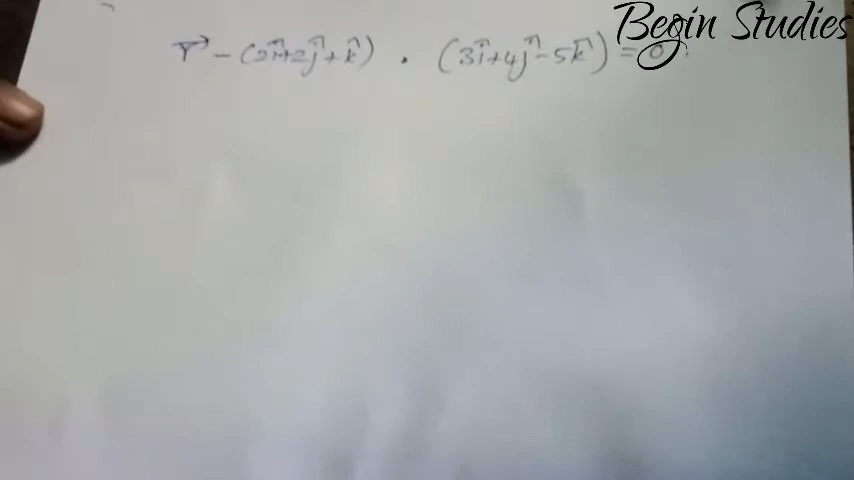 Begin Studies
r⃗ - (2î+2ĵ+k̂) . (3î+4ĵ-5k̂) = 0